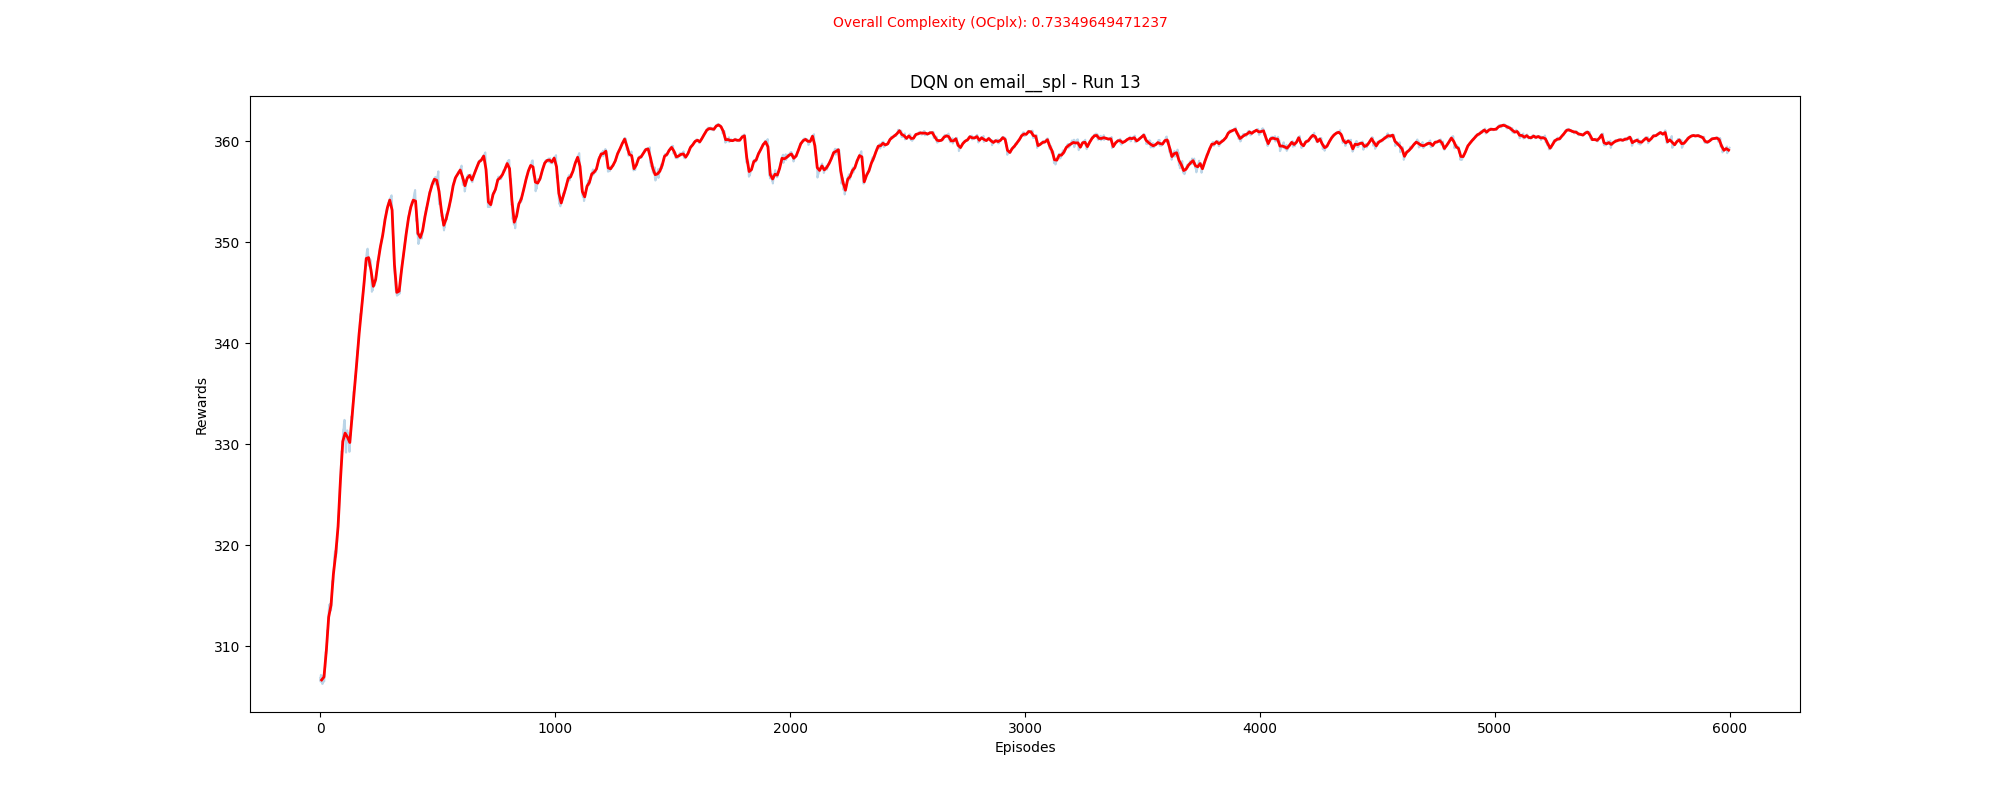 Overall Complexity (OCplx): 0.73349649471237
DQN on email__spl - Run 13
360
350
340
330
320
310
Rewards
0 1000 2000 3000 4000 5000 6000
Episodes